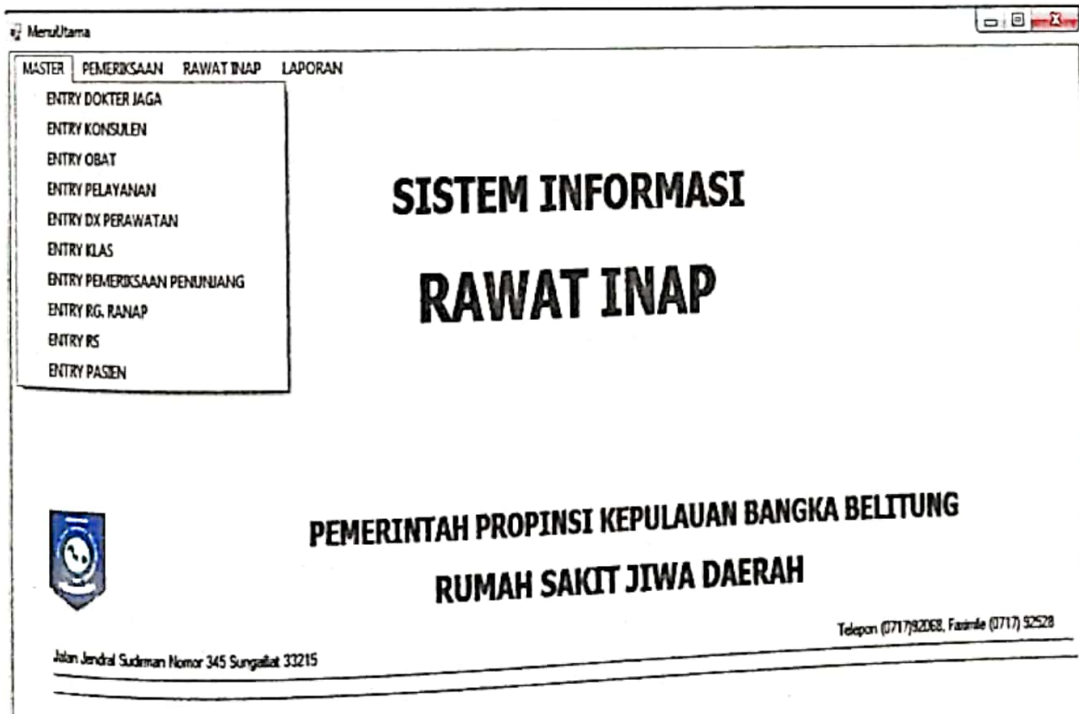 MenuUtama
MASTER PEMERIKSAAN RAWAT INAP LAPORAN
ENTRY DOKTER JAGA
ENTRY KONSULEN
ENTRY OBAT
ENTRY PELAYANAN
ENTRY DX PERAWATAN
ENTRY KLAS
ENTRY PEMERIKSAAN PENUNJANG
ENTRY RG. RANAP
ENTRY RS
ENTRY PASIEN
SISTEM INFORMASI
RAWAT INAP
PEMERINTAH PROPINSI KEPULAUAN BANGKA BELITUNG
RUMAH SAKIT JIWA DAERAH
Telepon (0717)92068, Faximile (0717) 92528
Jalan Jendral Sudirman Nomor 345 Sungailiat 33215